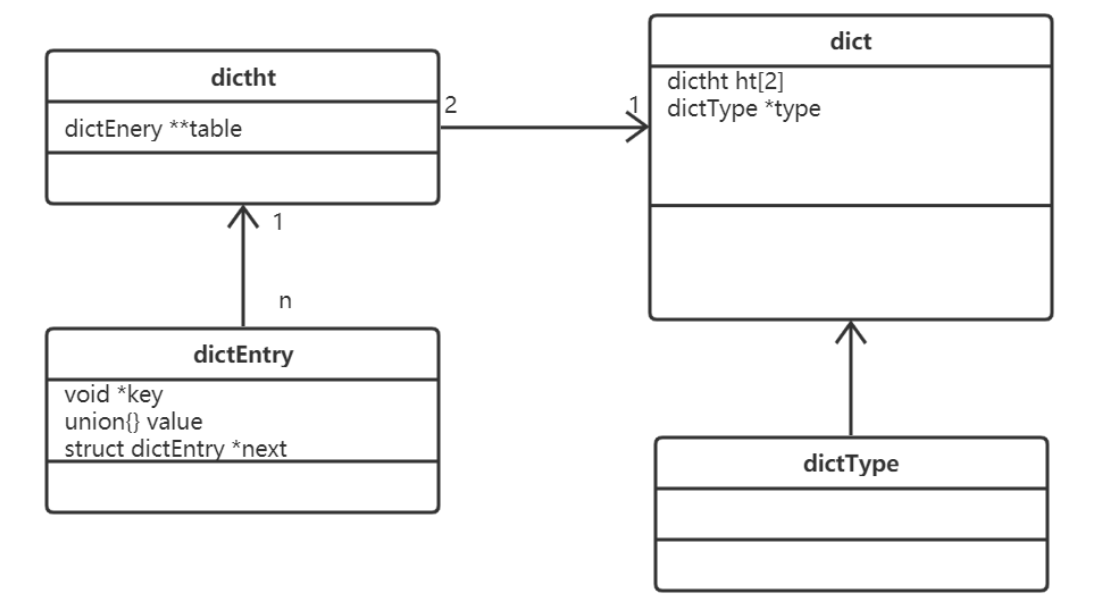 dictht
dictEnery **table
2
1
dict
dictht ht[2]
dictType *type
1
n
dictEntry
void *key
union{} value
struct dictEntry *next
dictType